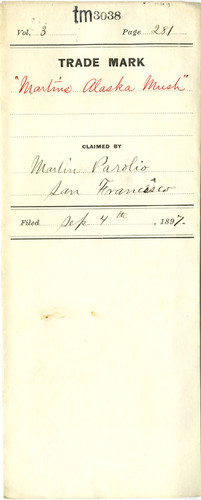 tm3038
Vol. 3 Page 281
TRADE MARK
"Martins Alaska Mush"
CLAIMED BY
Martin Parolio
San Francisco
Filed Sep 4th, 1897.